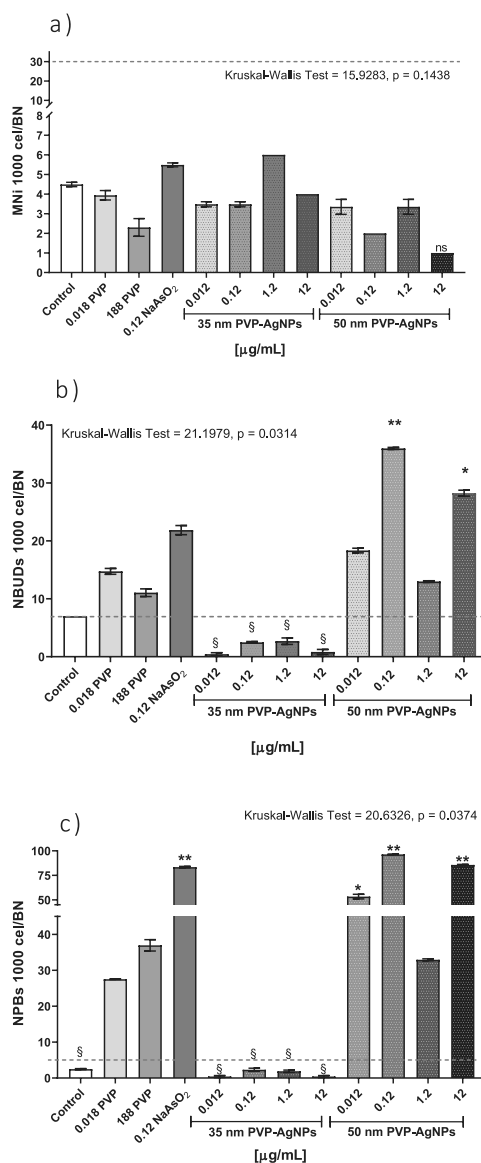 a)
Kruskal-Wallis Test = 15.9283, p = 0.1438
MNi 1000 cel/BN
30
20
10
8
7
6
5
4
3
2
1
0
ns
Control
0.018 PVP
188 PVP
0.12 NaAsO₂
0.012
0.12
1.2
12
0.012
0.12
1.2
12
35 nm PVP-AgNPs
50 nm PVP-AgNPs
[µg/mL]
b)
Kruskal-Wallis Test = 21.1979, p = 0.0314
NBUDs 1000 cel/BN
40
30
20
10
0
§
§
§
§
**
*
Control
0.018 PVP
188 PVP
0.12 NaAsO₂
0.012
0.12
1.2
12
0.012
0.12
1.2
12
35 nm PVP-AgNPs
50 nm PVP-AgNPs
[µg/mL]
c)
Kruskal-Wallis Test = 20.6326, p = 0.0374
NPBs 1000 cel/BN
100
75
50
40
30
20
10
0
§
**
§
§
§
§
*
**
**
Control
0.018 PVP
188 PVP
0.12 NaAsO₂
0.012
0.12
1.2
12
0.012
0.12
1.2
12
35 nm PVP-AgNPs
50 nm PVP-AgNPs
[µg/mL]